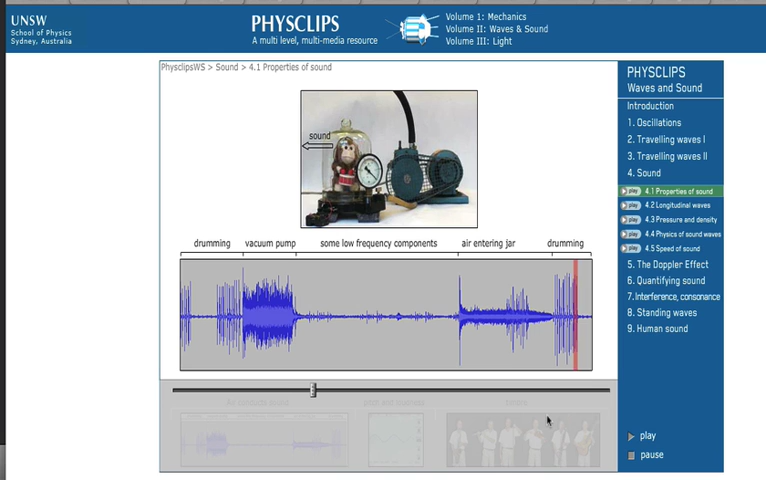 UNSW
School of Physics
Sydney, Australia
PHYSCLIPS
A multi level, multi-media resource
Volume 1: Mechanics
Volume II: Waves & Sound
Volume III: Light
PhysclipsWS > Sound > 4.1 Properties of sound
sound
drumming
vacuum pump
some low frequency components
air entering jar
drumming
PHYSCLIPS
Waves and Sound
Introduction
1. Oscillations
2. Travelling waves I
3. Travelling waves II
4. Sound
play 4.1 Properties of sound
play 4.2 Longitudinal waves
play 4.3 Pressure and density
play 4.4 Physics of sound waves
play 4.5 Speed of sound
5. The Doppler Effect
6. Quantifying sound
7. Interference, consonance
8. Standing waves
9. Human sound
play
pause